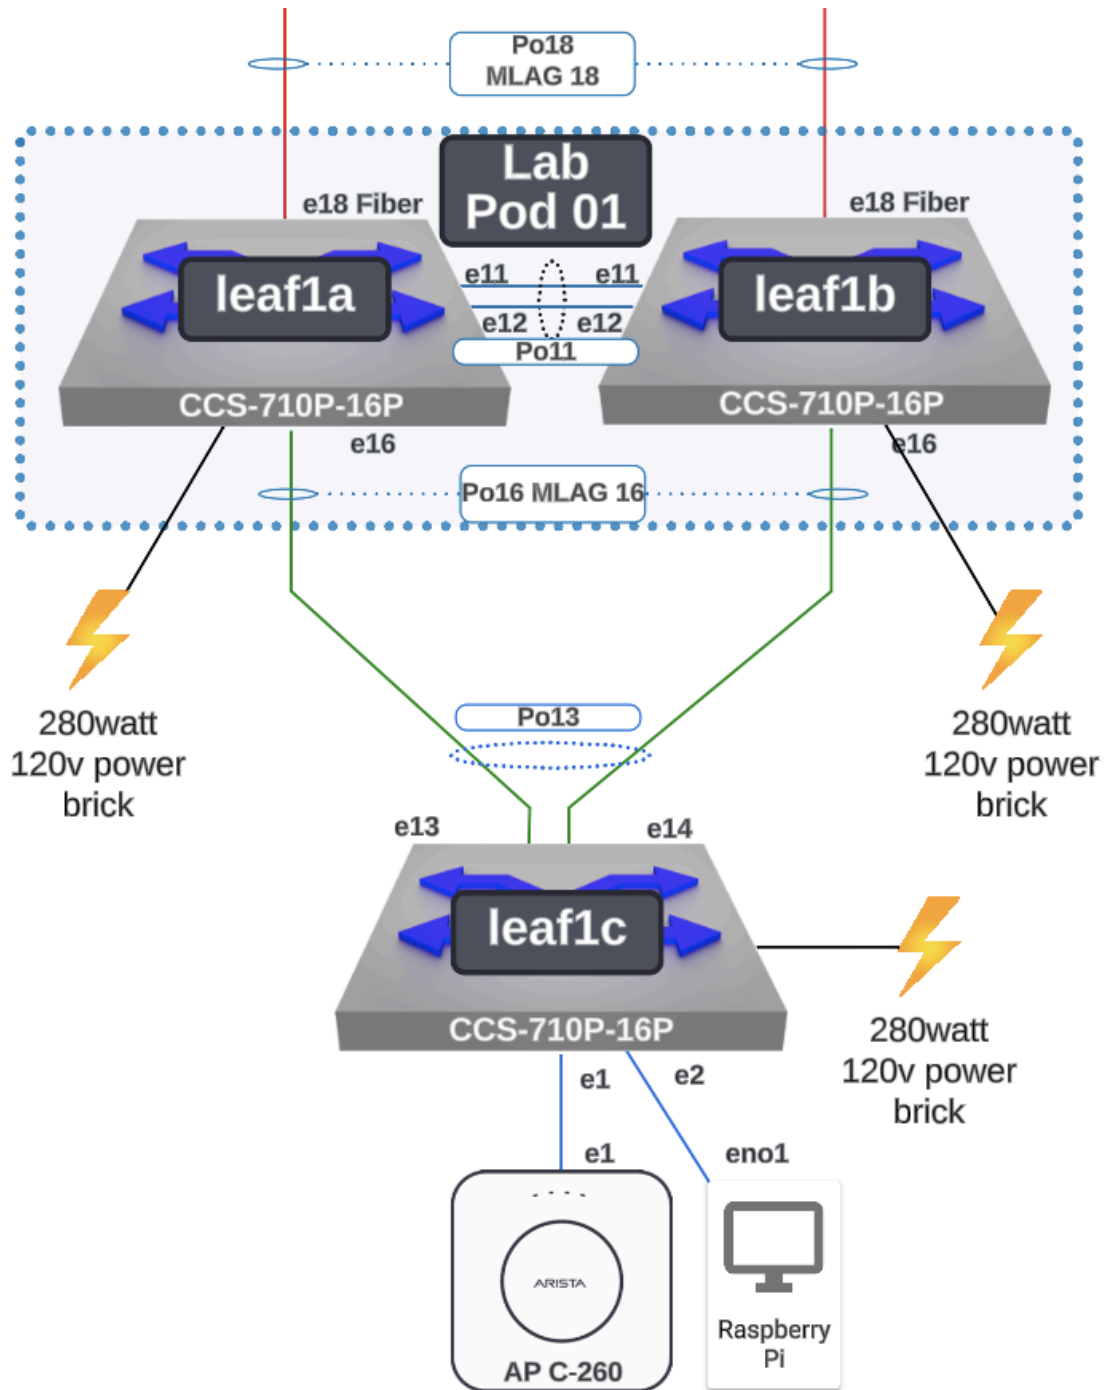 Po18
MLAG 18
Lab
Pod 01
e18 Fiber
e18 Fiber
leaf1a
e11
e11
leaf1b
e12
e12
Po11
CCS-710P-16P
CCS-710P-16P
e16
e16
Po16 MLAG 16
280watt
120v power
brick
Po13
280watt
120v power
brick
e13
e14
leaf1c
CCS-710P-16P
280watt
120v power
brick
e1
e2
e1
eno1
ARISTA
AP C-260
Raspberry
Pi